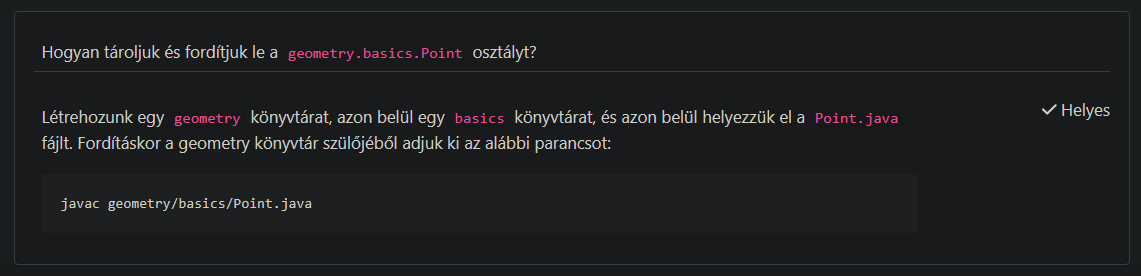 Hogyan tároljuk és fordítjuk le a geometry.basics.Point osztályt?
Létrehozunk egy geometry könyvtárat, azon belül egy basics könyvtárat, és azon belül helyezzük el a Point.java
✓ Helyes
fájlt. Fordításkor a geometry könyvtár szülőjéből adjuk ki az alábbi parancsot:
javac geometry/basics/Point.java